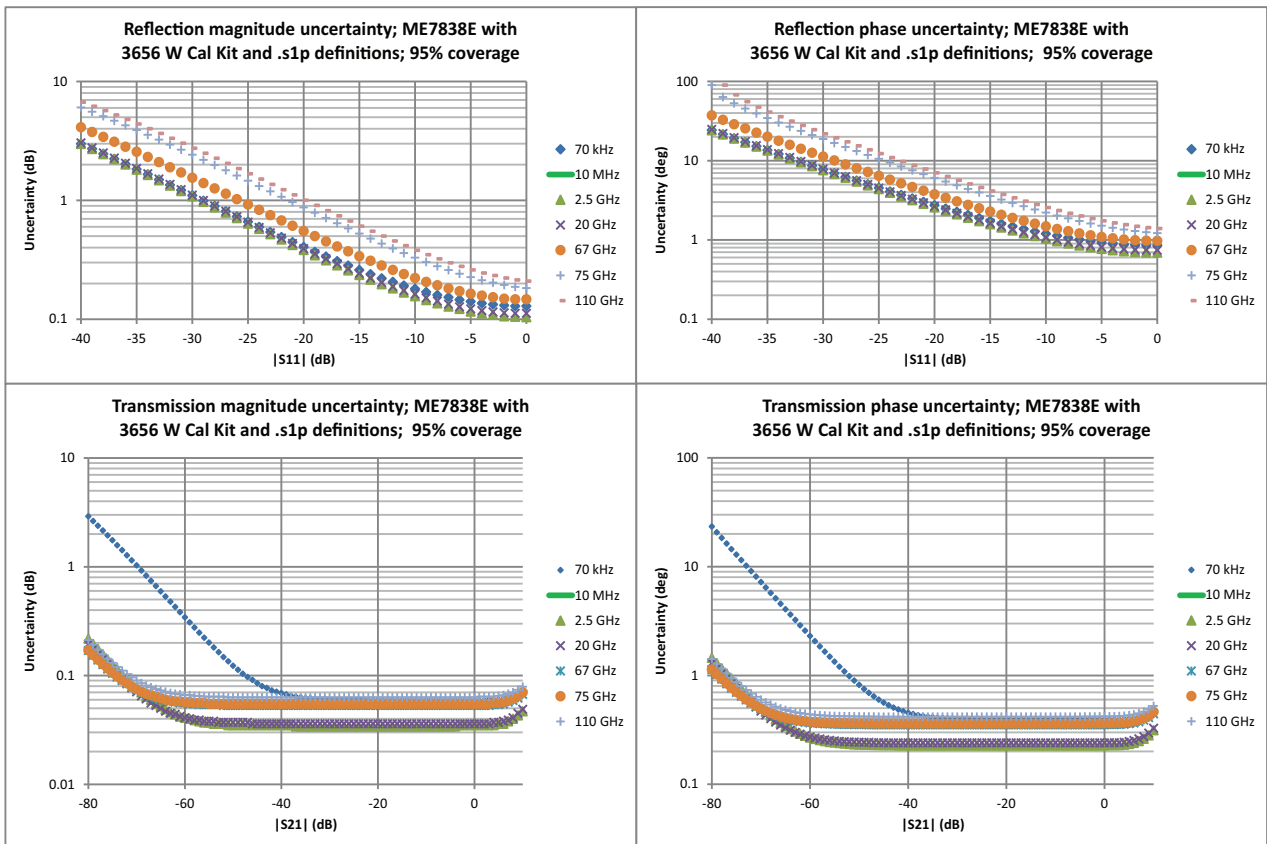 Reflection magnitude uncertainty; ME7838E with
3656 W Cal Kit and .s1p definitions; 95% coverage
10
1
0.1
Uncertainty (dB)
-40 -35 -30 -25 -20 -15 -10 -5 0
|S11| (dB)
70 kHz
10 MHz
2.5 GHz
20 GHz
67 GHz
75 GHz
110 GHz
Reflection phase uncertainty; ME7838E with
3656 W Cal Kit and .s1p definitions; 95% coverage
100
10
1
0.1
Uncertainty (deg)
-40 -35 -30 -25 -20 -15 -10 -5 0
|S11| (dB)
70 kHz
10 MHz
2.5 GHz
20 GHz
67 GHz
75 GHz
110 GHz
Transmission magnitude uncertainty; ME7838E with
3656 W Cal Kit and .s1p definitions; 95% coverage
10
1
0.1
0.01
Uncertainty (dB)
-80 -60 -40 -20 0
|S21| (dB)
70 kHz
10 MHz
2.5 GHz
20 GHz
67 GHz
75 GHz
110 GHz
Transmission phase uncertainty; ME7838E with
3656 W Cal Kit and .s1p definitions; 95% coverage
100
10
1
0.1
Uncertainty (deg)
-80 -60 -40 -20 0
|S21| (dB)
70 kHz
10 MHz
2.5 GHz
20 GHz
67 GHz
75 GHz
110 GHz